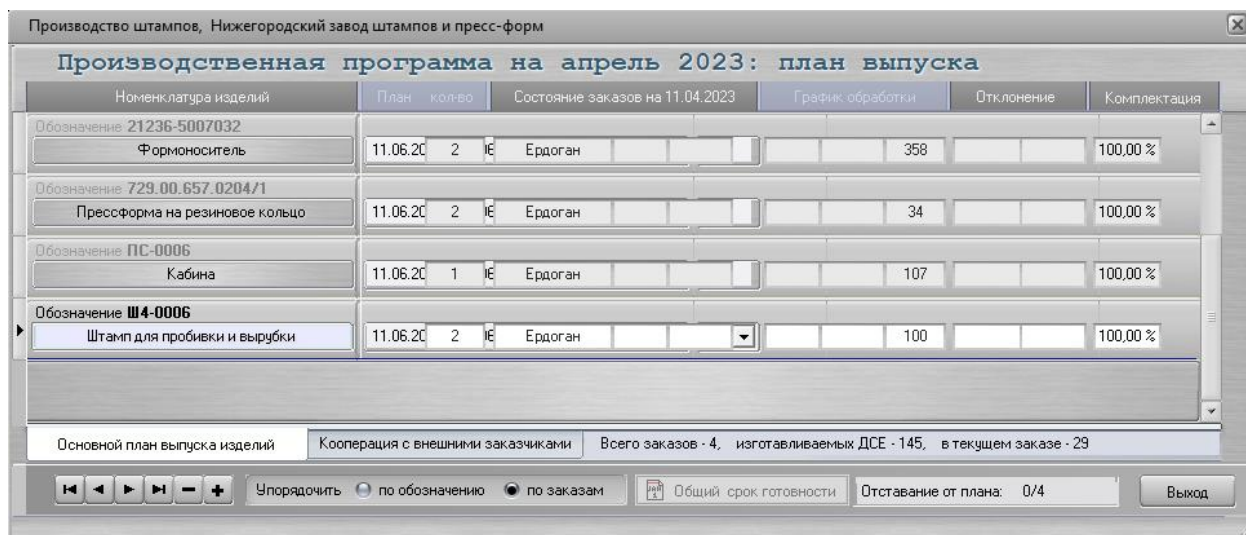 Производство штампов, Нижегородский завод штампов и пресс-форм
Производственная программа на апрель 2023: план выпуска
Номенклатура изделий План кол-во Состояние заказов на 11.04.2023 График обработки Отклонение Комплектация
Обозначение 21236-5007032
Формоноситель 11.06.20 2 Ердоган 358 100,00 %
Обозначение 729.00.657.0204/1
Прессформа на резиновое кольцо 11.06.20 2 Ердоган 34 100,00 %
Обозначение ПС-0006
Кабина 11.06.20 1 Ердоган 107 100,00 %
Обозначение Ш4-0006
Штамп для пробивки и вырубки 11.06.20 2 Ердоган 100 100,00 %
Основной план выпуска изделий Кооперация с внешними заказчиками Всего заказов - 4, изготавливаемых ДСЕ - 145, в текущем заказе - 29
Упорядочить по обозначению по заказам Общий срок готовности Отставание от плана: 0/4 Выход